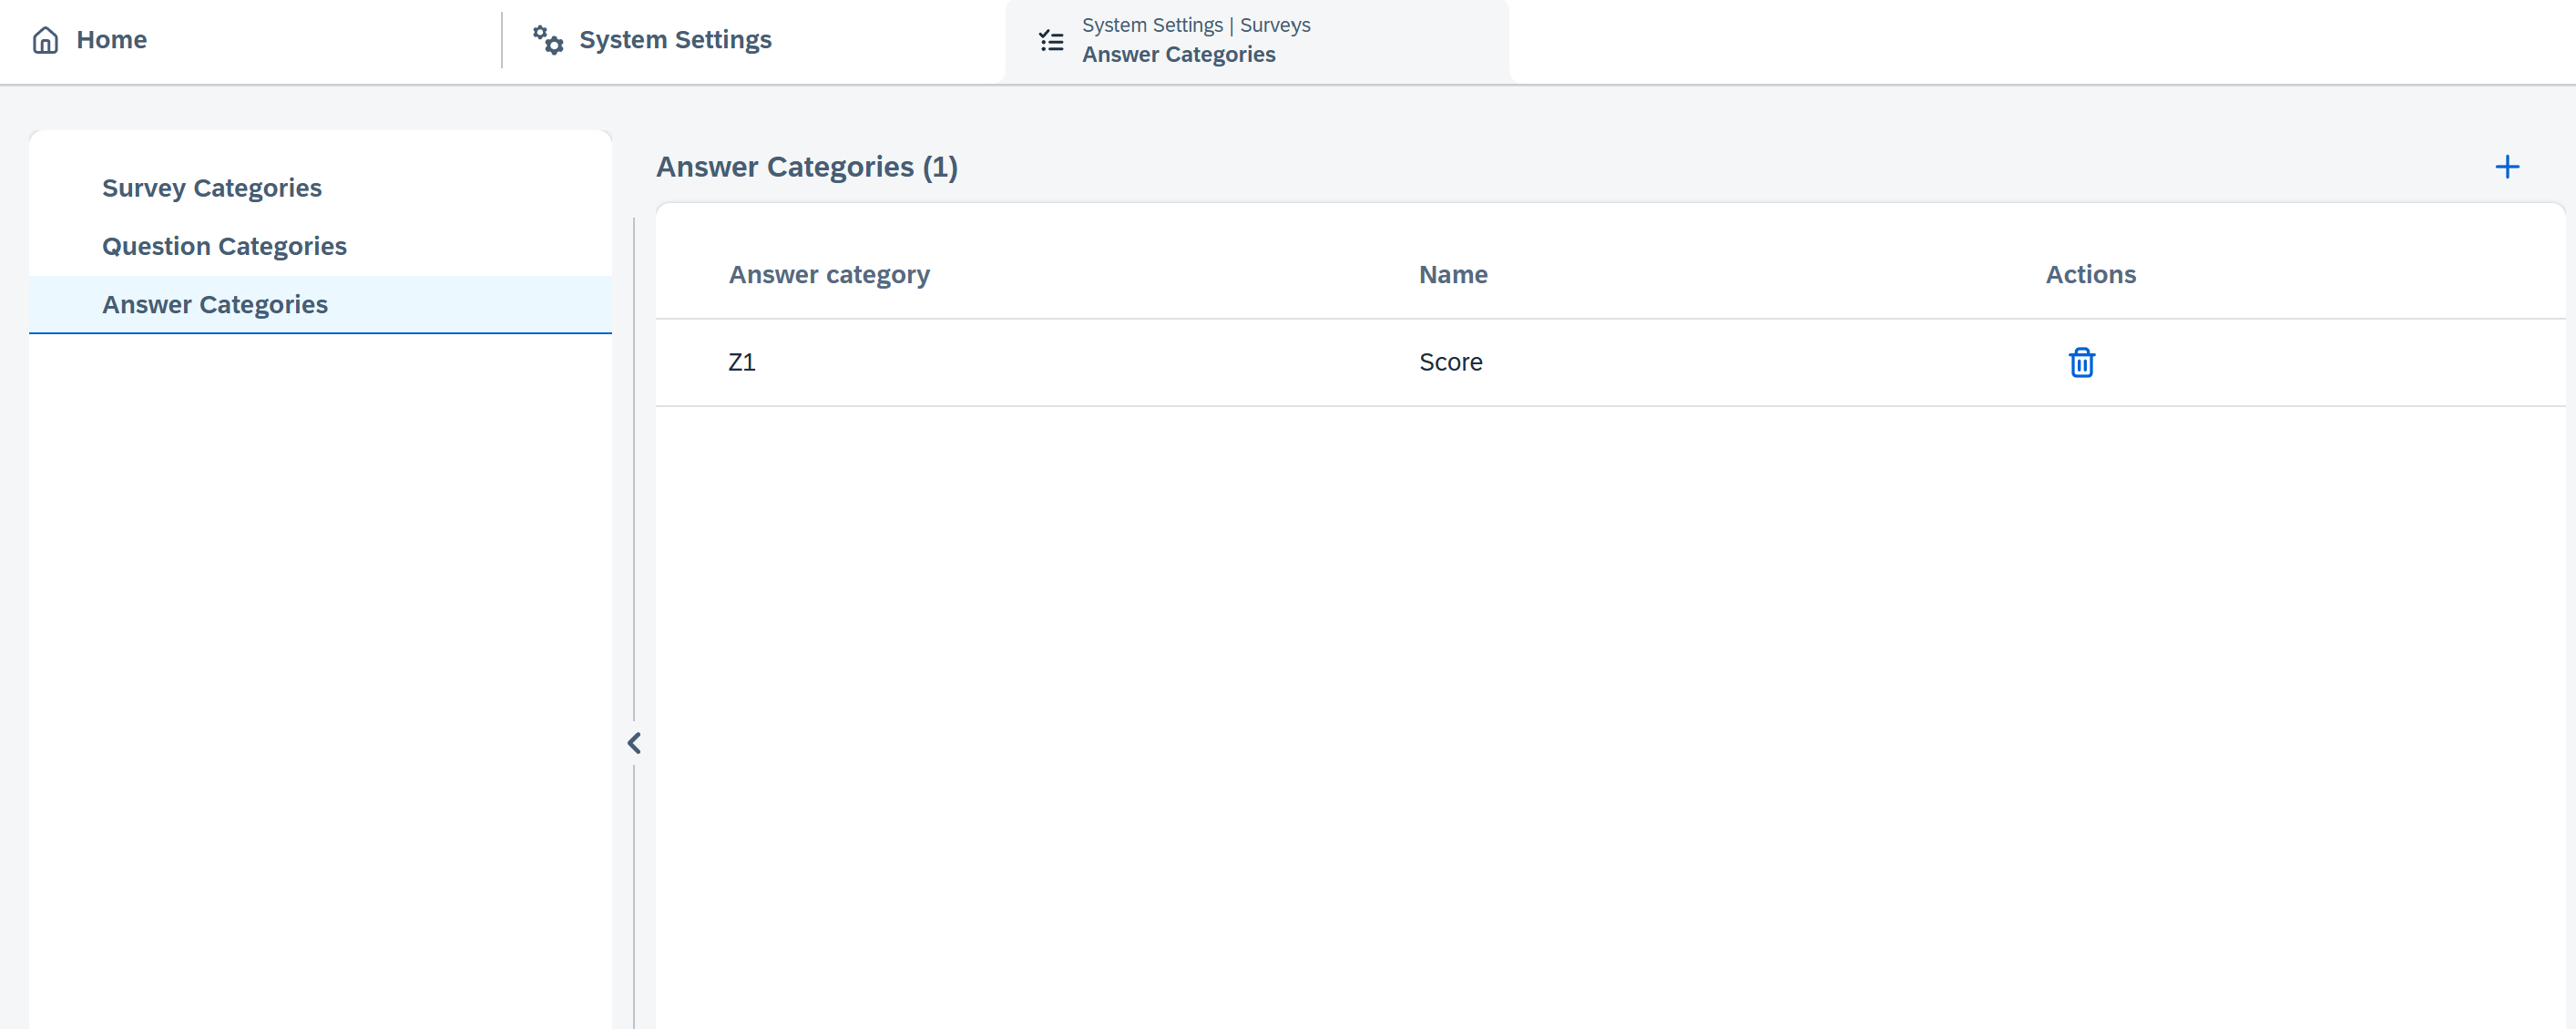 Home
System Settings
System Settings | Surveys
Answer Categories
Survey Categories
Question Categories
Answer Categories
Answer Categories (1)
Answer category Name Actions
Z1 Score